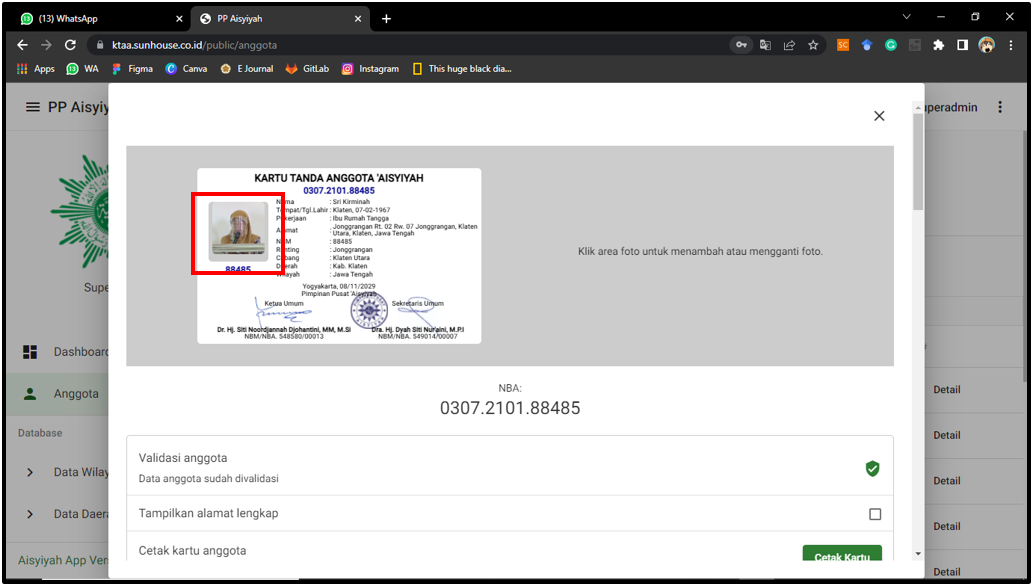 (13) WhatsApp
PP Aisyiyah
ktaa.sunhouse.co.id/public/anggota
Apps
WA
Figma
Canva
E Journal
GitLab
Instagram
This huge black dia...
PP Aisyiy
uperadmin
Supe
Dashboard
Anggota
Database
Data Wilay
Data Daera
Aisyiyah App Vers
KARTU TANDA ANGGOTA 'AISYIYAH
0307.2101.88485
Nama : Sri Kirminah
Tempat/Tgl.Lahir : Klaten, 07-02-1967
Pekerjaan : Ibu Rumah Tangga
Alamat : Jonggrangan Rt. 02 Rw. 07 Jonggrangan, Klaten
Utara, Klaten, Jawa Tengah
NBM : 88485
Ranting : Jonggrangan
Cabang : Klaten Utara
Daerah : Kab. Klaten
Wilayah : Jawa Tengah
88485
Yogyakarta, 08/11/2029
Pimpinan Pusat 'Aisyiyah
Ketua Umum
Sekretaris Umum
Dr. Hj. Siti Noordjannah Djohantini, MM, M.SI
Dra. Hj. Dyah Siti Nur'aini, M.P.I
NBM/NBA. 548580/00013
NBM/NBA. 549014/00007
Klik area foto untuk menambah atau mengganti foto.
NBA:
0307.2101.88485
Validasi anggota
Data anggota sudah divalidasi
Tampilkan alamat lengkap
Cetak kartu anggota
Cetak Kartu
Detail
Detail
Detail
Detail
Detail